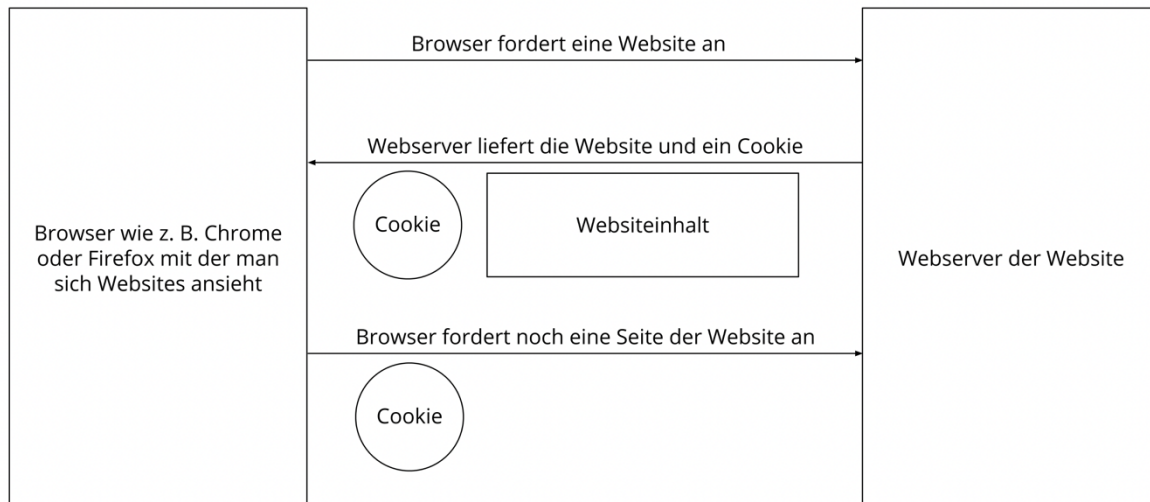 Browser fordert eine Website an
Webserver liefert die Website und ein Cookie
Cookie
Websiteinhalt
Browser wie z. B. Chrome
oder Firefox mit der man
sich Websites ansieht
Webserver der Website
Browser fordert noch eine Seite der Website an
Cookie